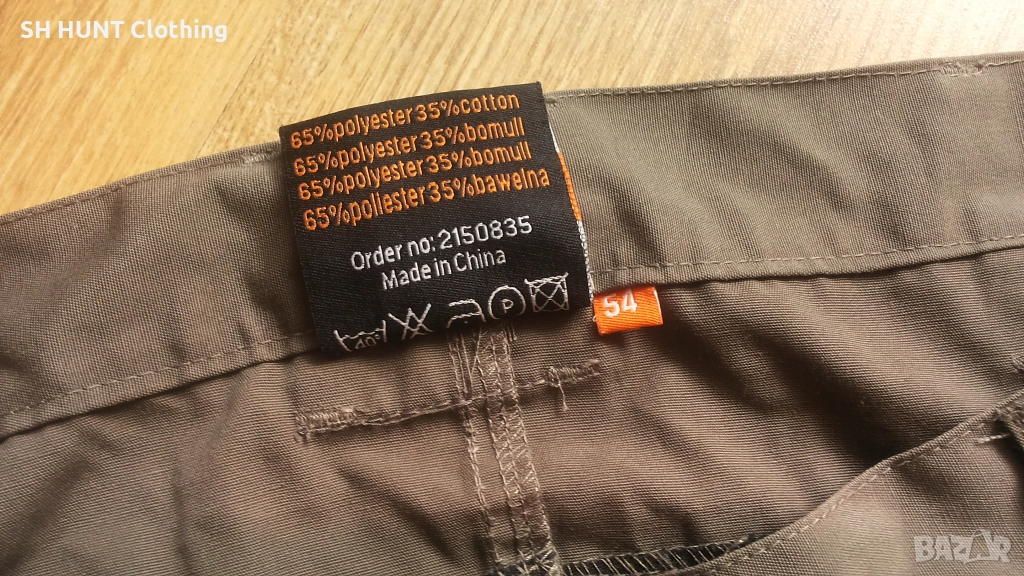 SH HUNT Clothing
65%polyester35%cotton
65%polyester35%bomull
65%polyester35%bomull
65%poliester35%bawelna
Order no: 2150835
Made in China
40°
P
54
BAZAR